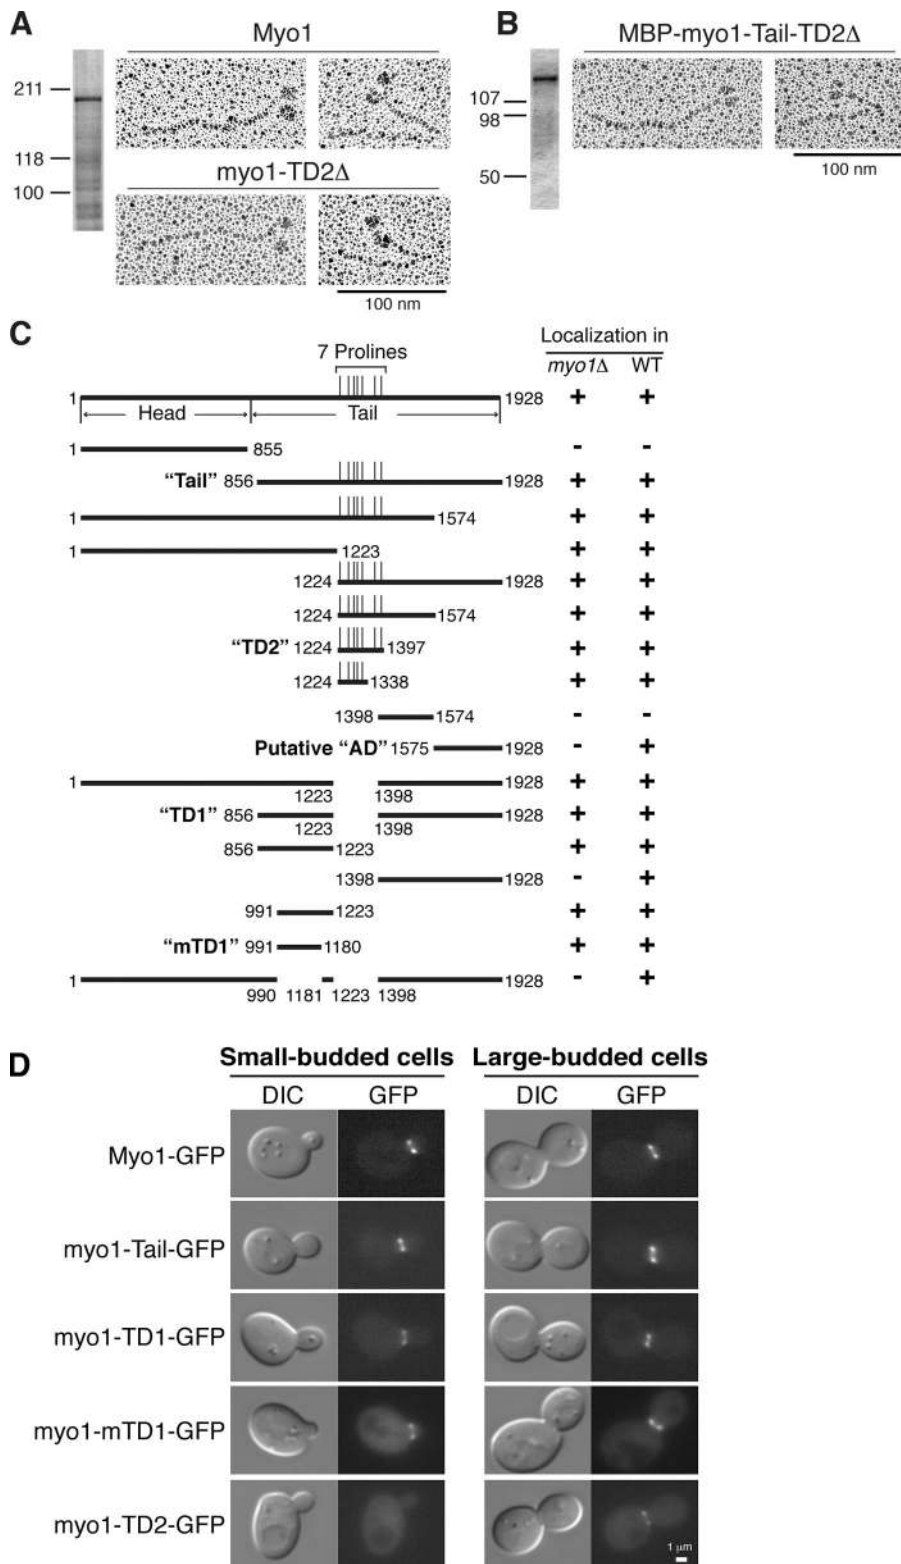 A
Myo1
211
118
100
myo1-TD2Δ
100 nm
B
MBP-myo1-Tail-TD2Δ
107
98
50
100 nm
C
Localization in
7 Prolines
myo1Δ WT
1 1928 + +
Head Tail
1 855 - -
"Tail" 856 1928 + +
1 1574 + +
1 1223 + +
1224 1928 + +
1224 1574 + +
"TD2" 1224 1397 + +
1224 1338 + +
1398 1574 - -
Putative "AD" 1575 1928 - +
1 1928 + +
1223 1398
"TD1" 856 1928 + +
1223 1398
856 1223 + +
1398 1928 - +
991 1223 + +
"mTD1" 991 1180 + +
1 1928 - +
990 1181 1223 1398
D
Small-budded cells Large-budded cells
DIC GFP DIC GFP
Myo1-GFP
myo1-Tail-GFP
myo1-TD1-GFP
myo1-mTD1-GFP
myo1-TD2-GFP
1 μm